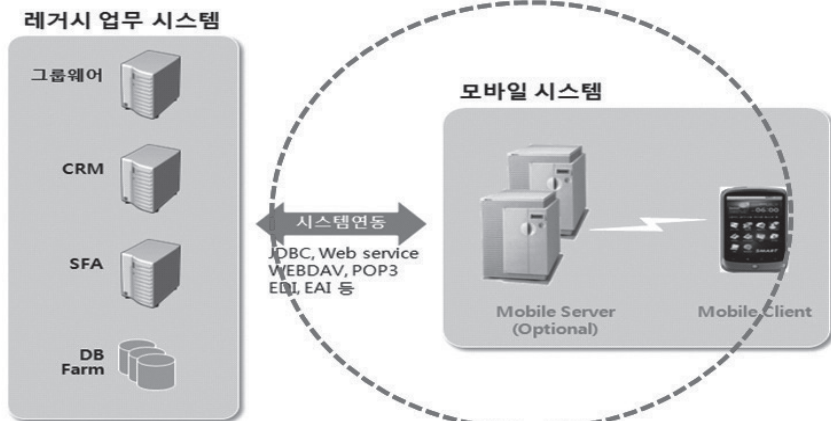 레거시 업무 시스템
그룹웨어
CRM
SFA
DB
Farm
시스템연동
JDBC, Web service
WEBDAV, POP3
EDI, EAI 등
모바일 시스템
Mobile Server
(Optional)
Mobile Client